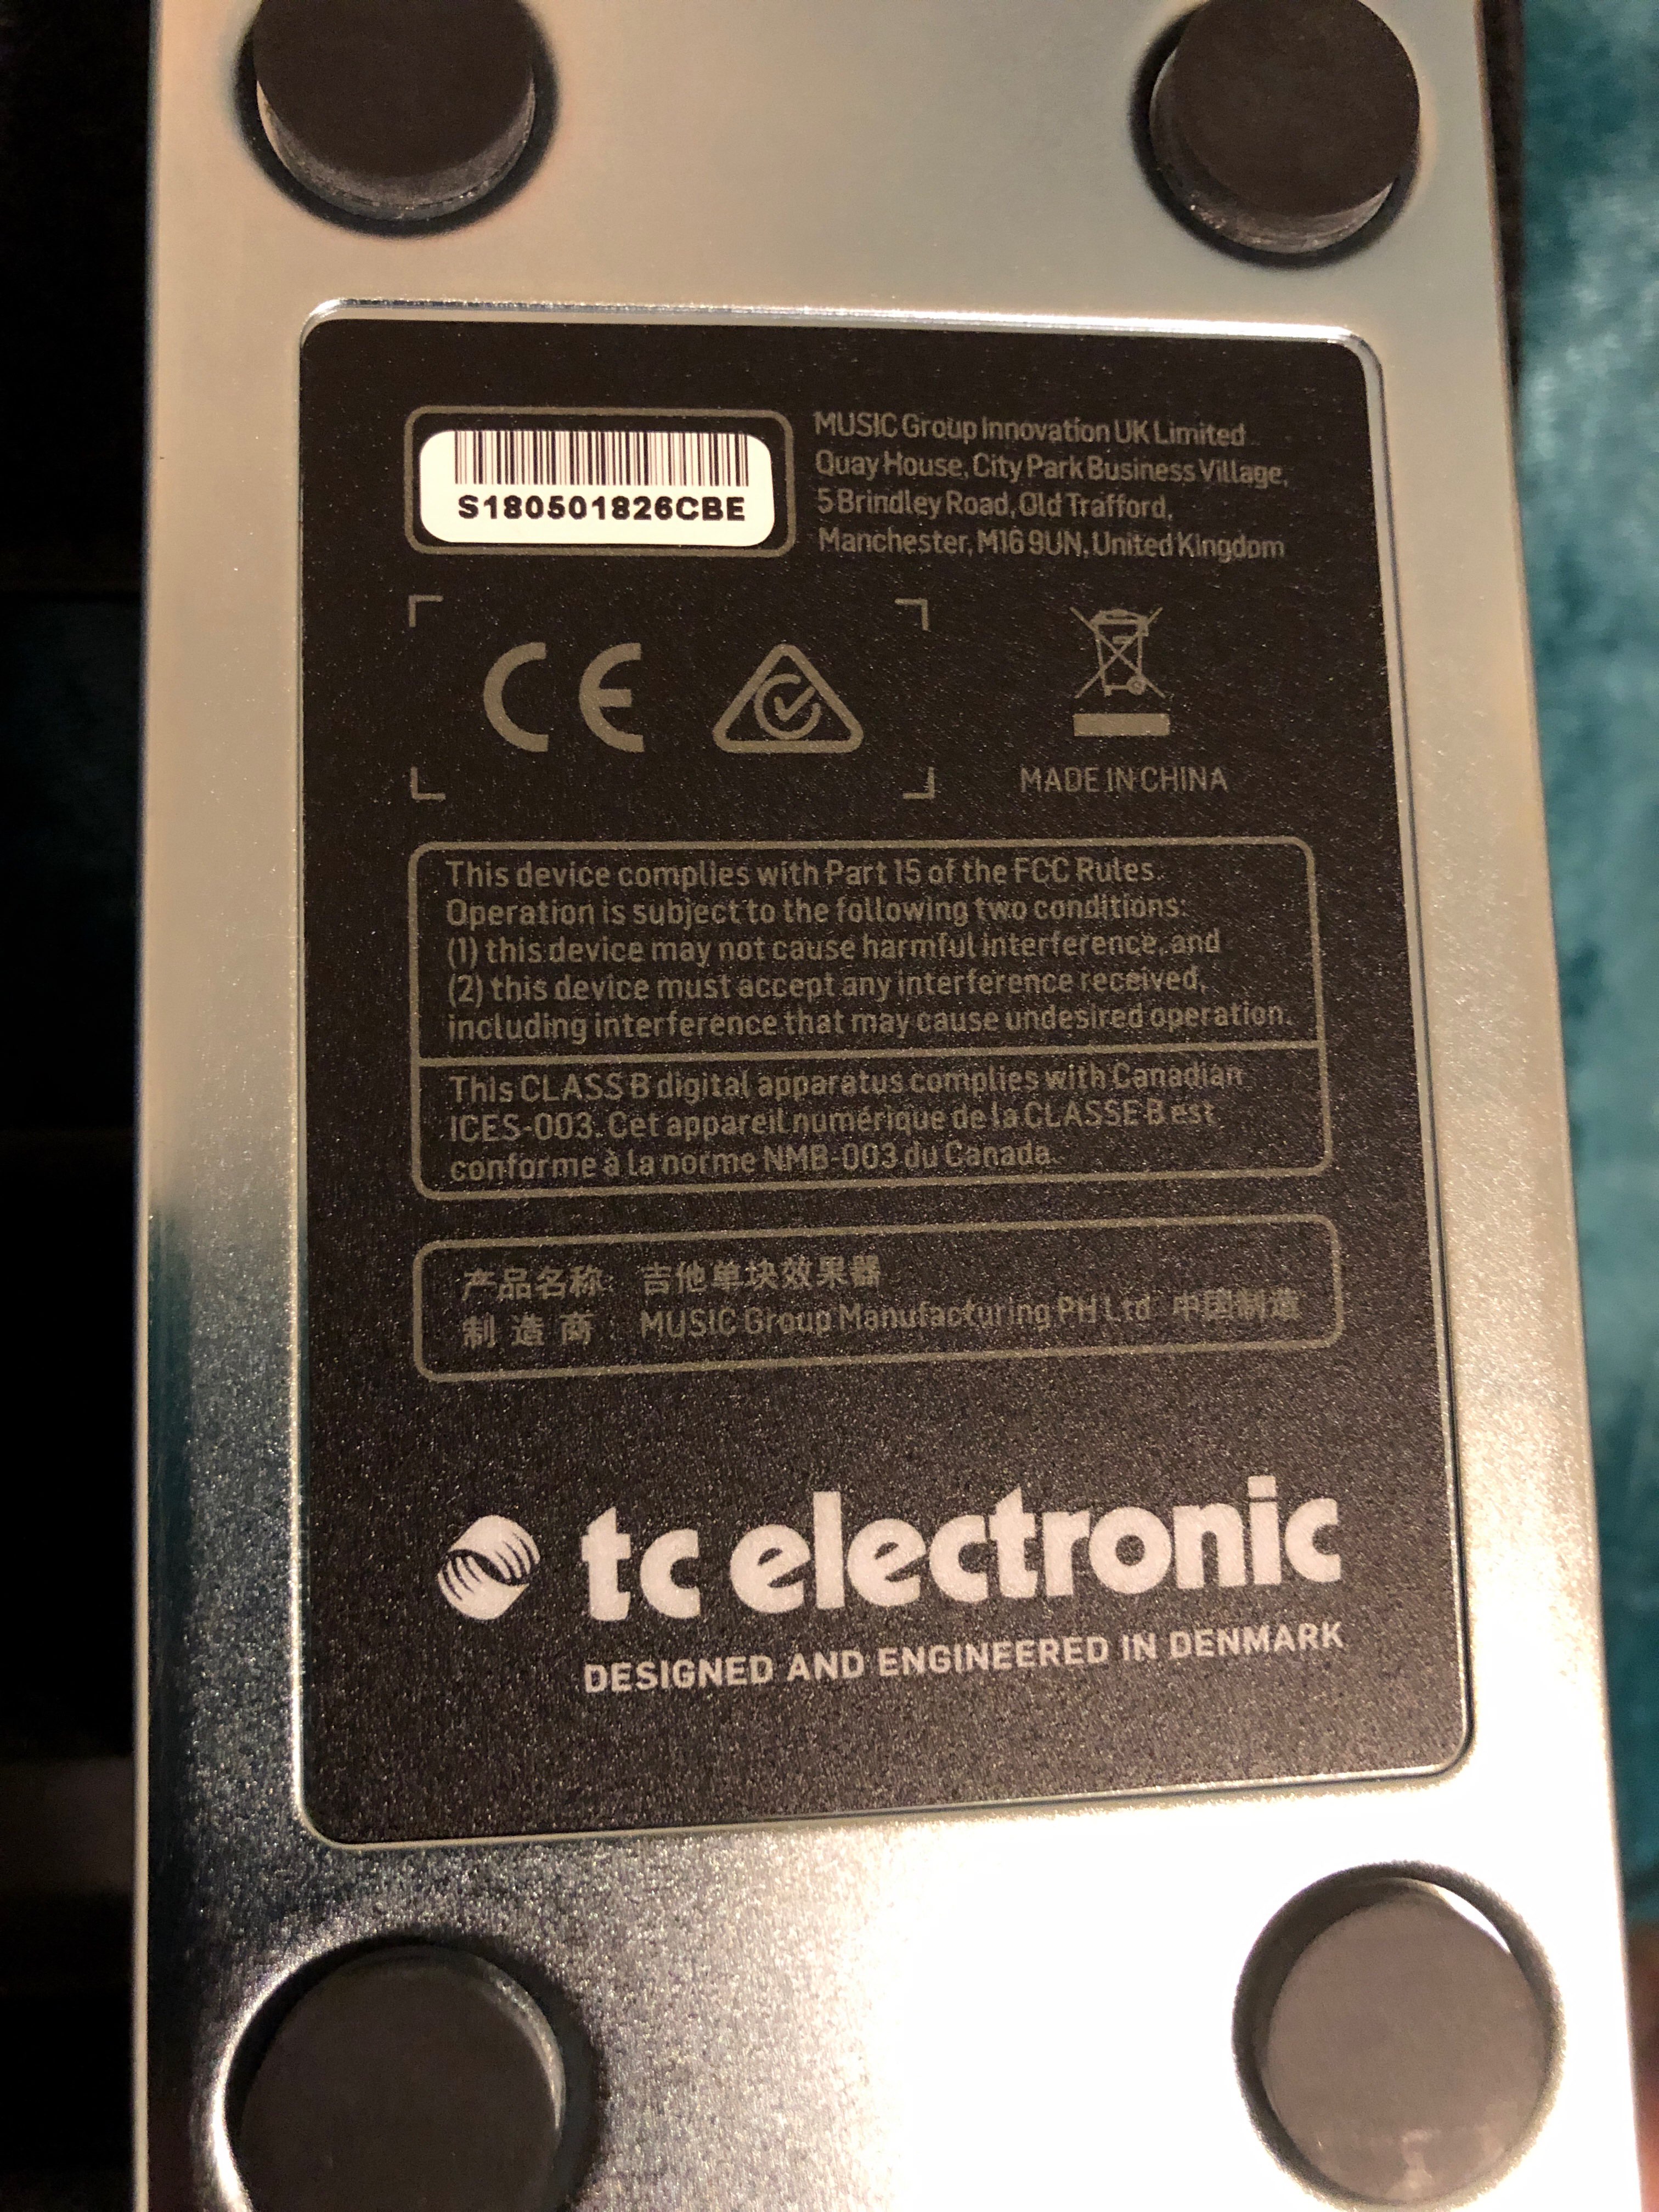 S180501826CBE
MUSIC Group Innovation UK Limited
Quay House, City Park Business Village,
5 Brindley Road, Old Trafford,
Manchester, M16 9UN, United Kingdom
CE
MADE IN CHINA
This device complies with Part 15 of the FCC Rules.
Operation is subject to the following two conditions:
(1) this device may not cause harmful interference, and
(2) this device must accept any interference received,
including interference that may cause undesired operation.
This CLASS B digital apparatus complies with Canadian
ICES-003. Cet appareil numérique de la CLASSE B est
conforme à la norme NMB-003 du Canada.
产品名称 吉他单块效果器
制造商 MUSIC Group Manufacturing PH Ltd 中国制造
tc electronic
DESIGNED AND ENGINEERED IN DENMARK